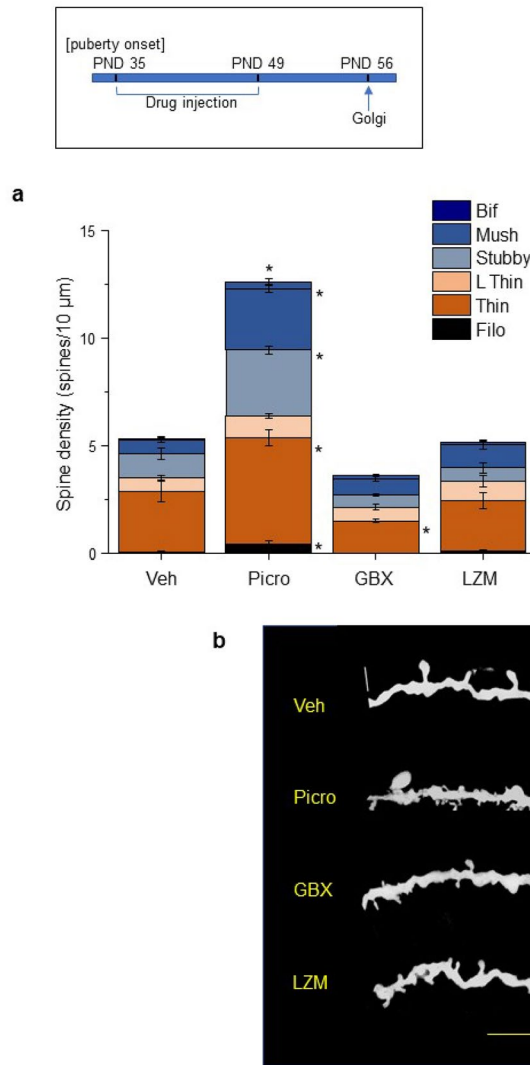 [puberty onset]
PND 35 PND 49 PND 56
Drug injection
Golgi
a
Bif
Mush
Stubby
L Thin
Thin
Filo
Spine density (spines/10 µm)
15
10
5
0
*
*
*
*
*
*
Veh Picro GBX LZM
b
Veh
Picro
GBX
LZM